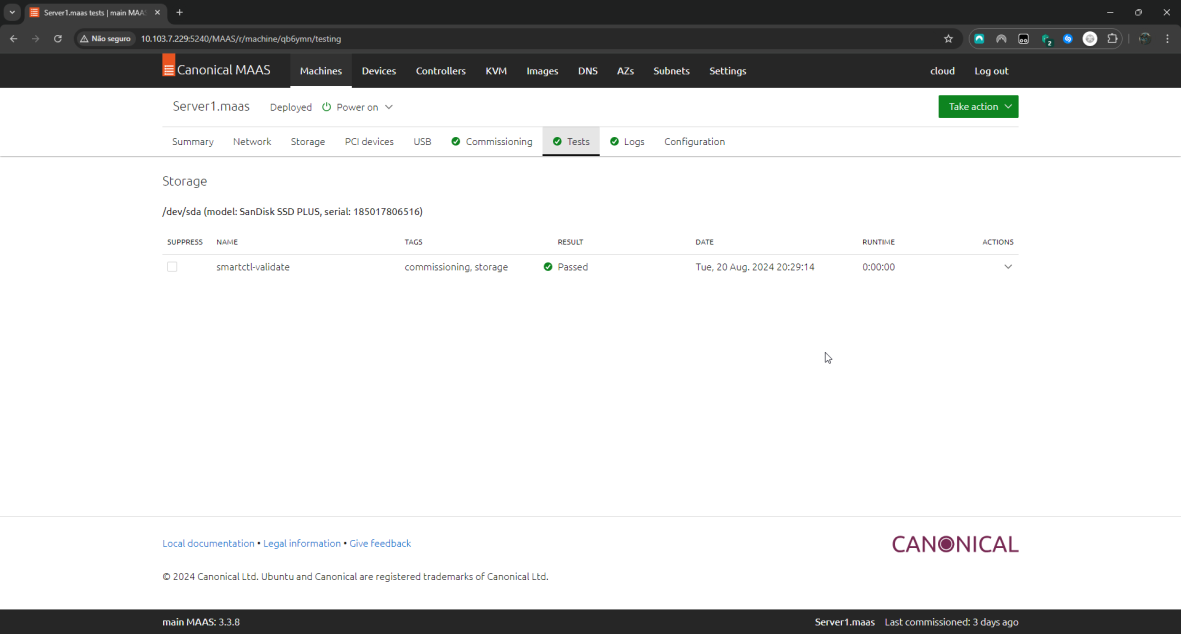 Server1.maas tests | main MAA
Não seguro 10.103.7.229:5240/MAAS/r/machine/qb6ymn/testing
2
Canonical MAAS Machines Devices Controllers KVM Images DNS AZs Subnets Settings cloud Log out
Server1.maas Deployed Power on Take action
Summary Network Storage PCI devices USB Commissioning Tests Logs Configuration
Storage
/dev/sda (model: SanDisk SSD PLUS, serial: 185017806516)
SUPPRESS NAME TAGS RESULT DATE RUNTIME ACTIONS
smartctl-validate commissioning, storage Passed Tue, 20 Aug. 2024 20:29:14 0:00:00
Local documentation • Legal information • Give feedback
CANONICAL
© 2024 Canonical Ltd. Ubuntu and Canonical are registered trademarks of Canonical Ltd.
main MAAS: 3.3.8 Server1.maas Last commissioned: 3 days ago